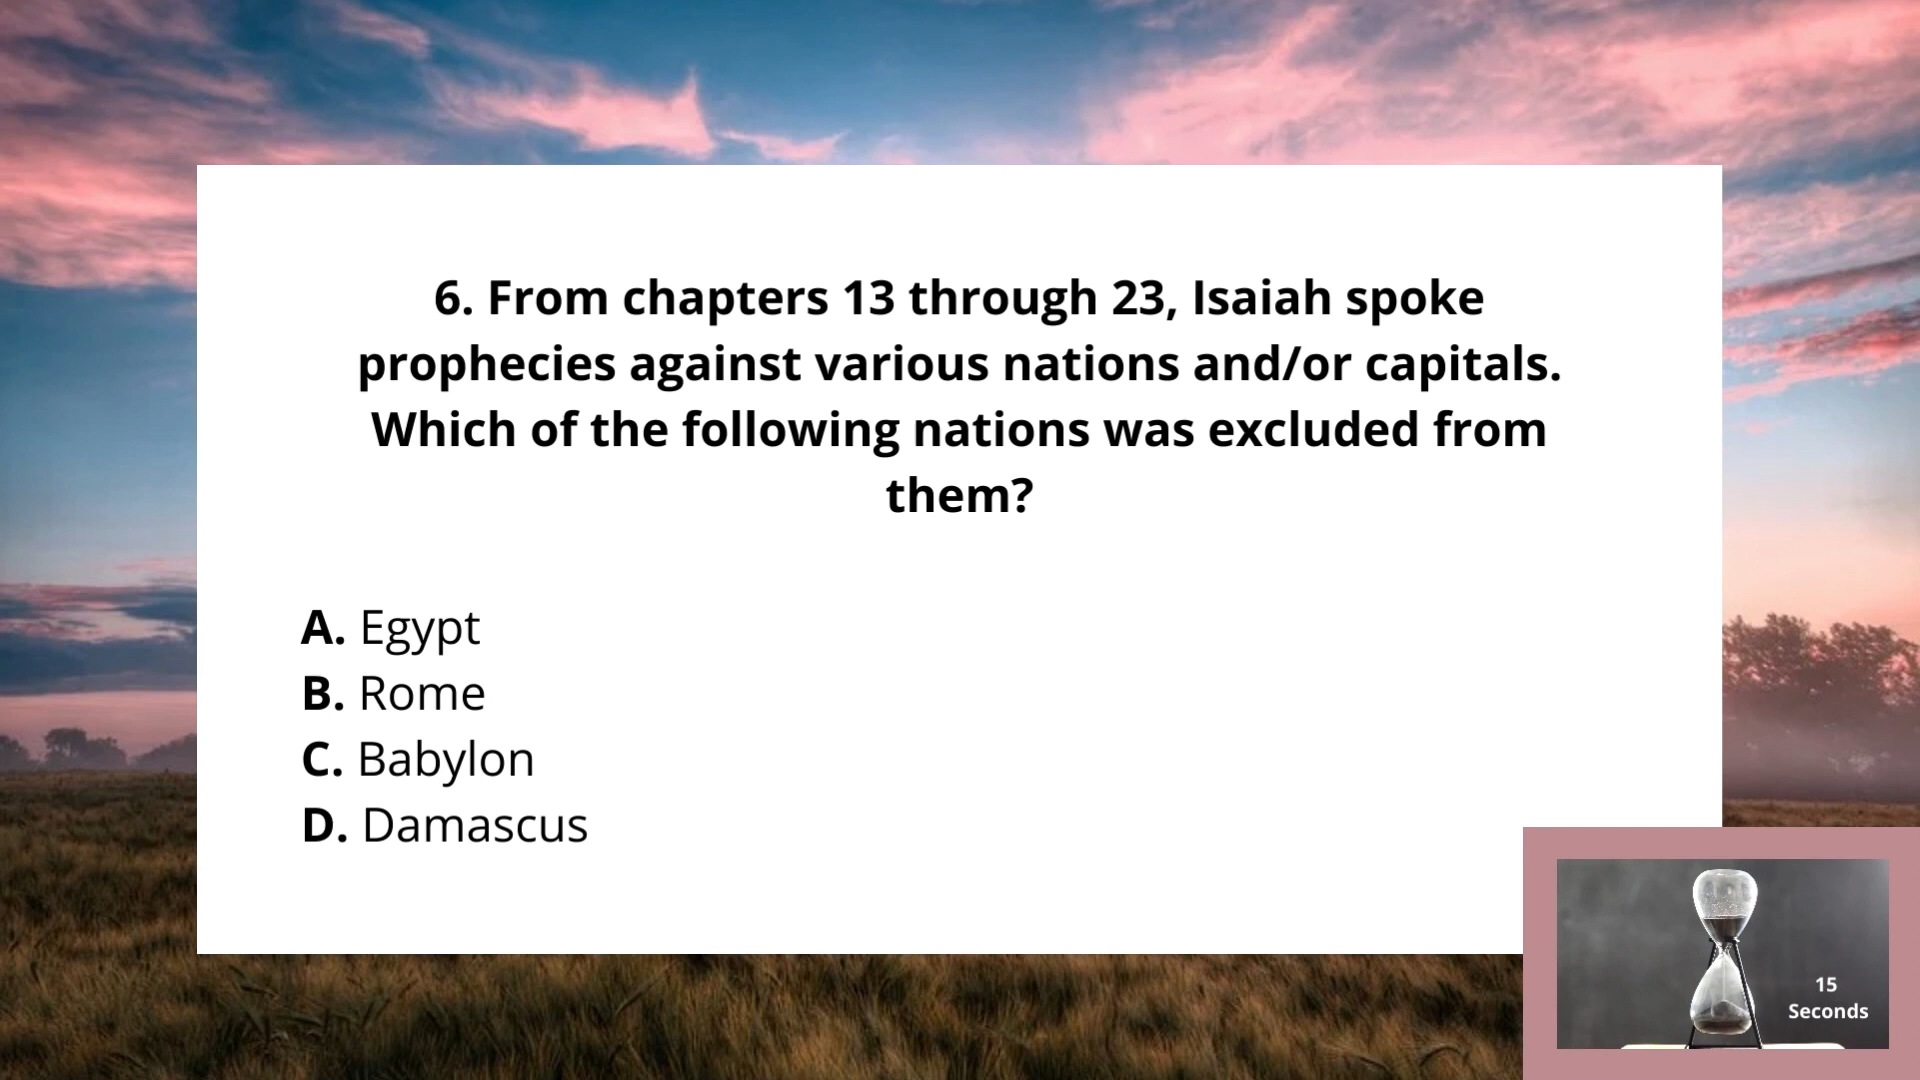 6. From chapters 13 through 23, Isaiah spoke
prophecies against various nations and/or capitals.
Which of the following nations was excluded from
them?
A. Egypt
B. Rome
C. Babylon
D. Damascus
15
Seconds